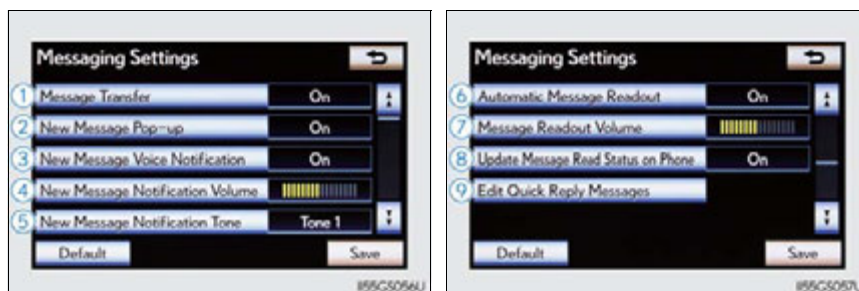 Messaging Settings
1 Message Transfer On
2 New Message Pop-up On
3 New Message Voice Notification On
4 New Message Notification Volume
5 New Message Notification Tone Tone 1
Default Save
II55GS056U
Messaging Settings
6 Automatic Message Readout On
7 Message Readout Volume
8 Update Message Read Status on Phone On
9 Edit Quick Reply Messages
Default Save
II55GS057U